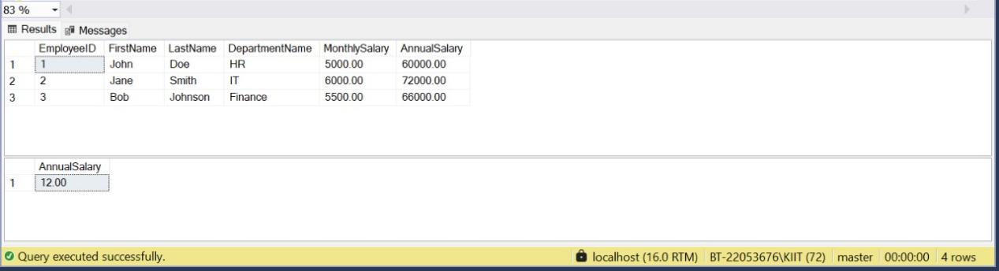 83 %
Results Messages
EmployeeID FirstName LastName DepartmentName MonthlySalary AnnualSalary
1 1 John Doe HR 5000.00 60000.00
2 2 Jane Smith IT 6000.00 72000.00
3 3 Bob Johnson Finance 5500.00 66000.00
AnnualSalary
1 12.00
Query executed successfully. localhost (16.0 RTM) BT-22053676\KIIT (72) master 00:00:00 4 rows